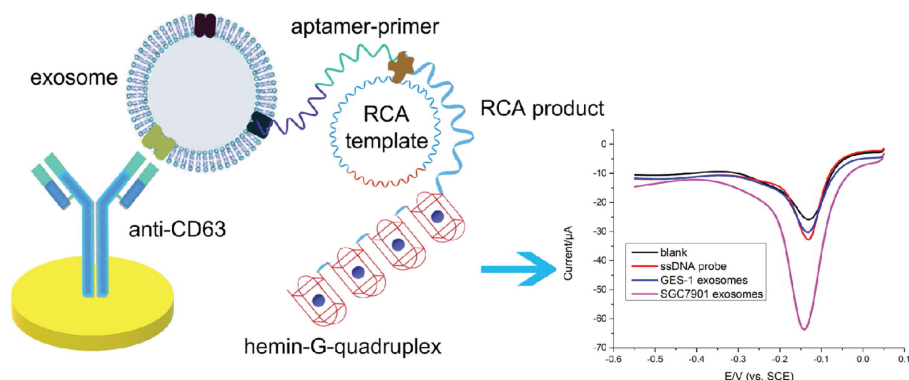 aptamer-primer
exosome
RCA
template
RCA product
anti-CD63
hemin-G-quadruplex
0
-10
-20
-30
-40
-50
-60
-70
Current/μA
blank
ssDNA probe
GES-1 exosomes
SGC7901 exosomes
-0.6
-0.5
-0.4
-0.3
-0.2
-0.1
0.0
0.1
E/V (vs. SCE)